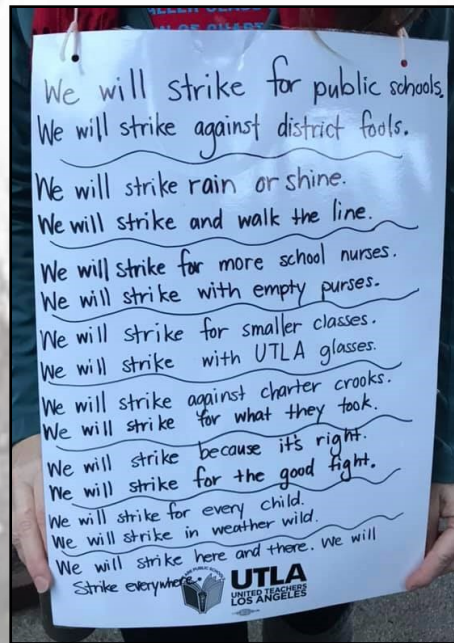 We will strike for public schools.
We will strike against district fools.
We will strike rain or shine.
We will strike and walk the line.
We will strike for more school nurses.
We will strike with empty purses.
We will strike for smaller classes.
We will strike with UTLA glasses.
We will strike against charter crooks.
We will strike for what they took.
We will strike because it's right.
We will strike for the good fight.
We will strike for every child.
We will strike in weather wild.
We will strike here and there. We will
Strike everywhere.
UTLA
UNITED TEACHERS
LOS ANGELES